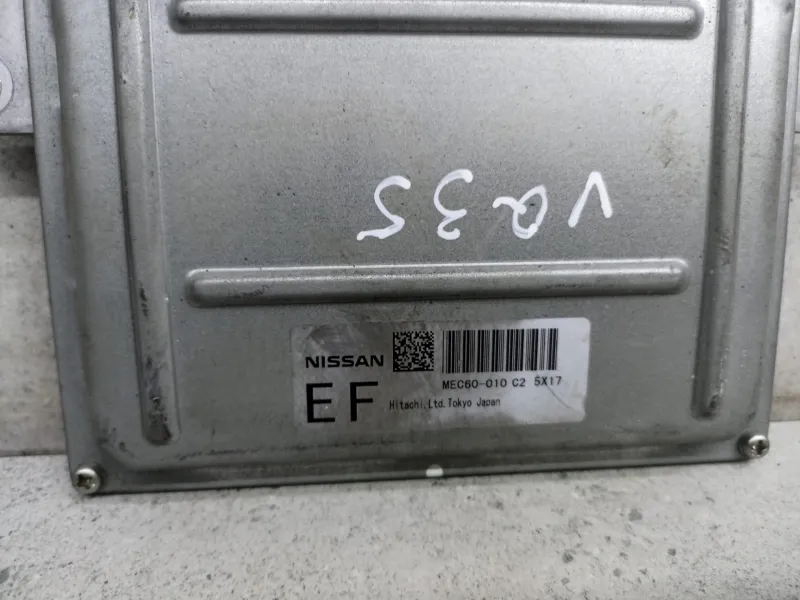 VQ35
NISSAN
EF
MEC60-010 C2 5X17
Hitachi,Ltd.Tokyo Japan